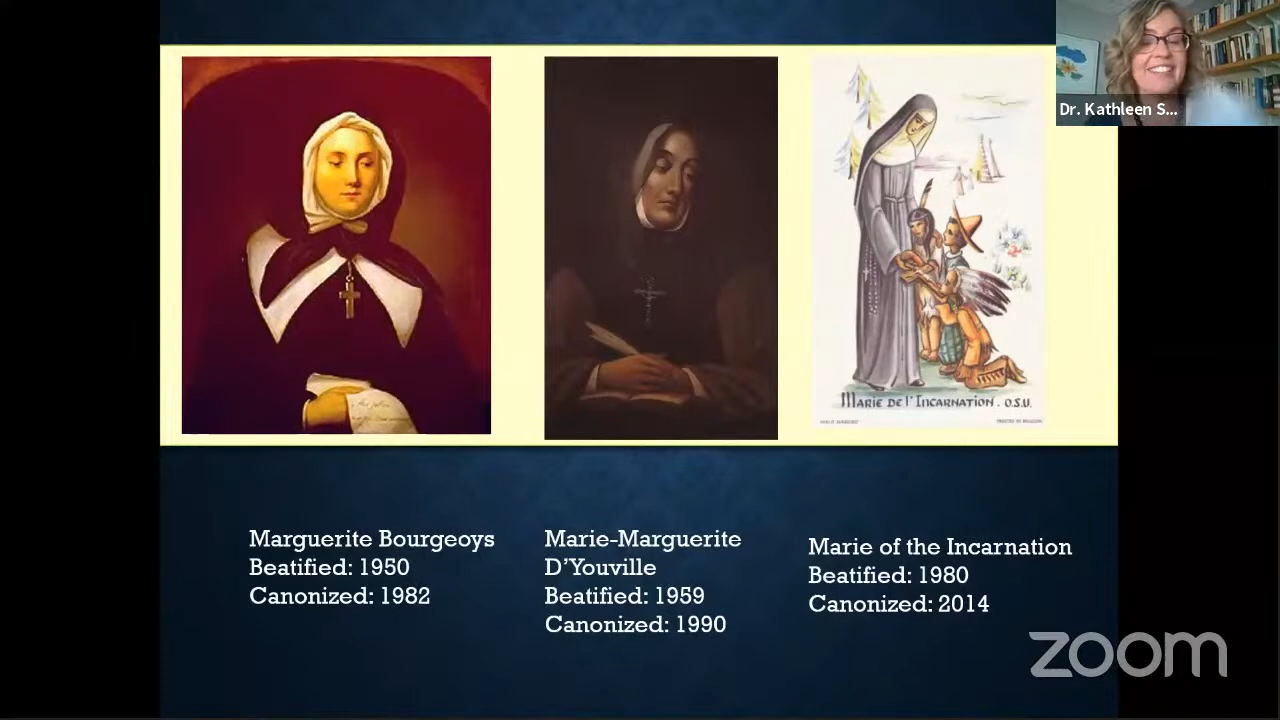 Dr. Kathleen S...
MARIE DE l'INCARNATION . O.S.U.
Marguerite Bourgeoys
Beatified: 1950
Canonized: 1982
Marie-Marguerite
D’Youville
Beatified: 1959
Canonized: 1990
Marie of the Incarnation
Beatified: 1980
Canonized: 2014
zoom